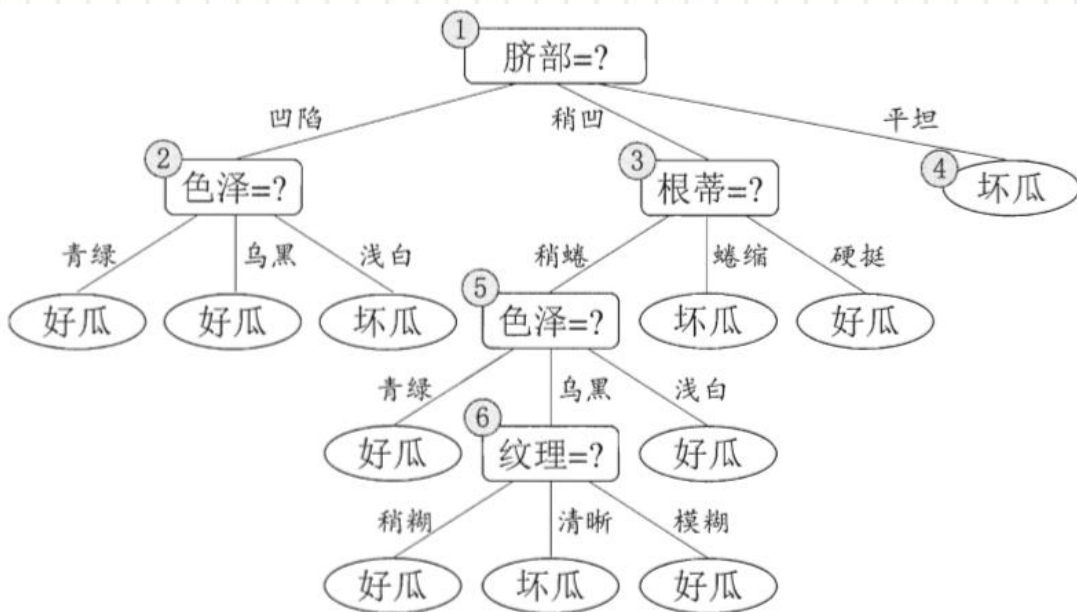 ①
脐部=?
凹陷 稍凹 平坦
② ③ ④
色泽=? 根蒂=? 坏瓜
青绿 乌黑 浅白 稍蜷 蜷缩 硬挺
⑤
好瓜 好瓜 坏瓜 色泽=? 坏瓜 好瓜
青绿 乌黑 浅白
⑥
好瓜 纹理=? 好瓜
稍糊 清晰 模糊
好瓜 坏瓜 好瓜